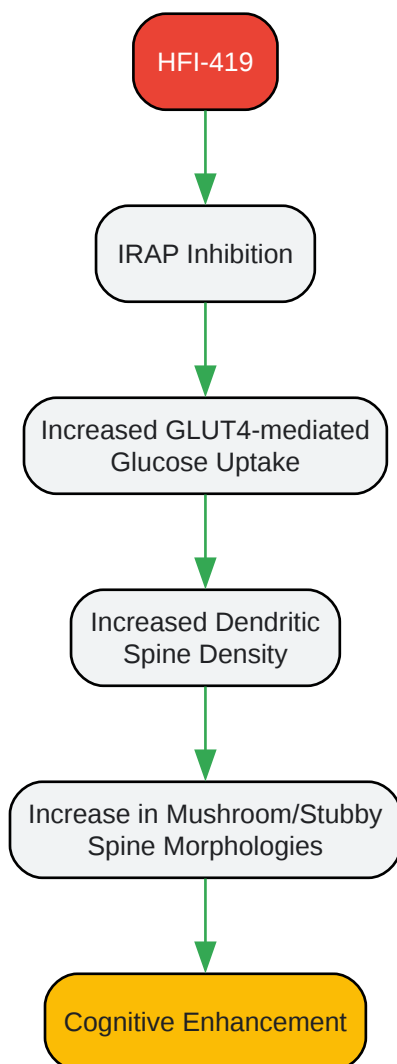 HFI-419
IRAP Inhibition
Increased GLUT4-mediated
Glucose Uptake
Increased Dendritic
Spine Density
Increase in Mushroom/Stubby
Spine Morphologies
Cognitive Enhancement